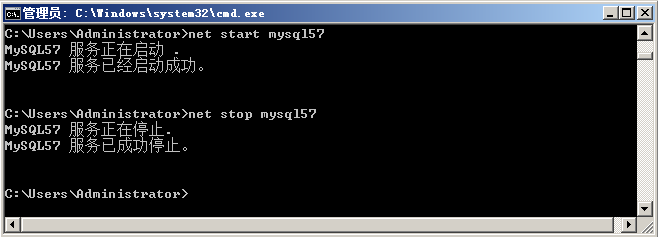 管理员: C:\Windows\system32\cmd.exe
C:\Users\Administrator>net start mysql57
MySQL57 服务正在启动 .
MySQL57 服务已经启动成功。
C:\Users\Administrator>net stop mysql57
MySQL57 服务正在停止.
MySQL57 服务已成功停止。
C:\Users\Administrator>